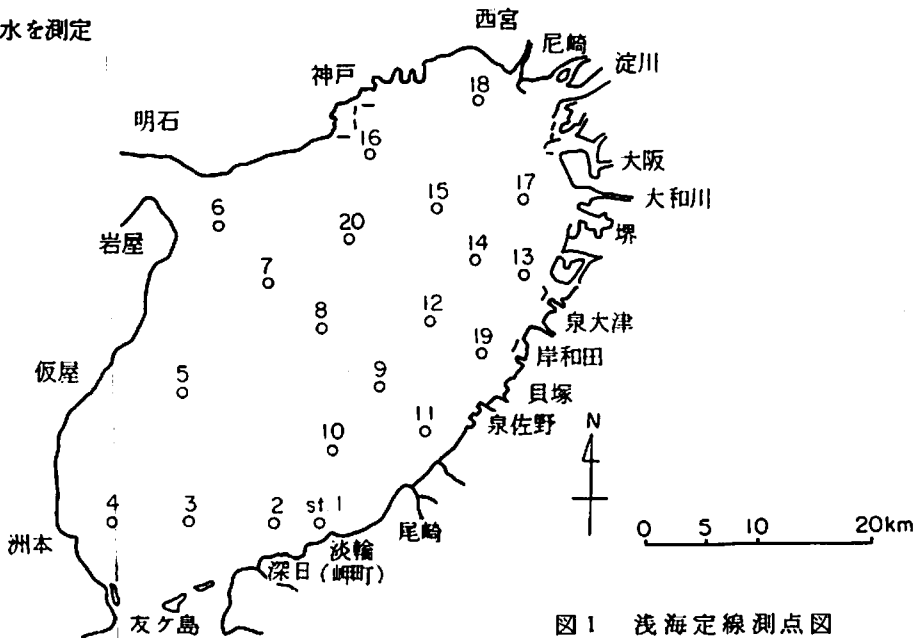 水を測定
西宮
尼崎
淀川
神戸
18
明石
16
大阪
15
17
大和川
6
岩屋
20
堺
14
13
7
12
8
泉大津
19
岸和田
仮屋
5
9
貝塚
泉佐野
11
10
N
4
3
2
st. 1
尾崎
0 5 10 20km
洲本
淡輪
深日(岬町)
友ケ島
図1 浅海定線測点図